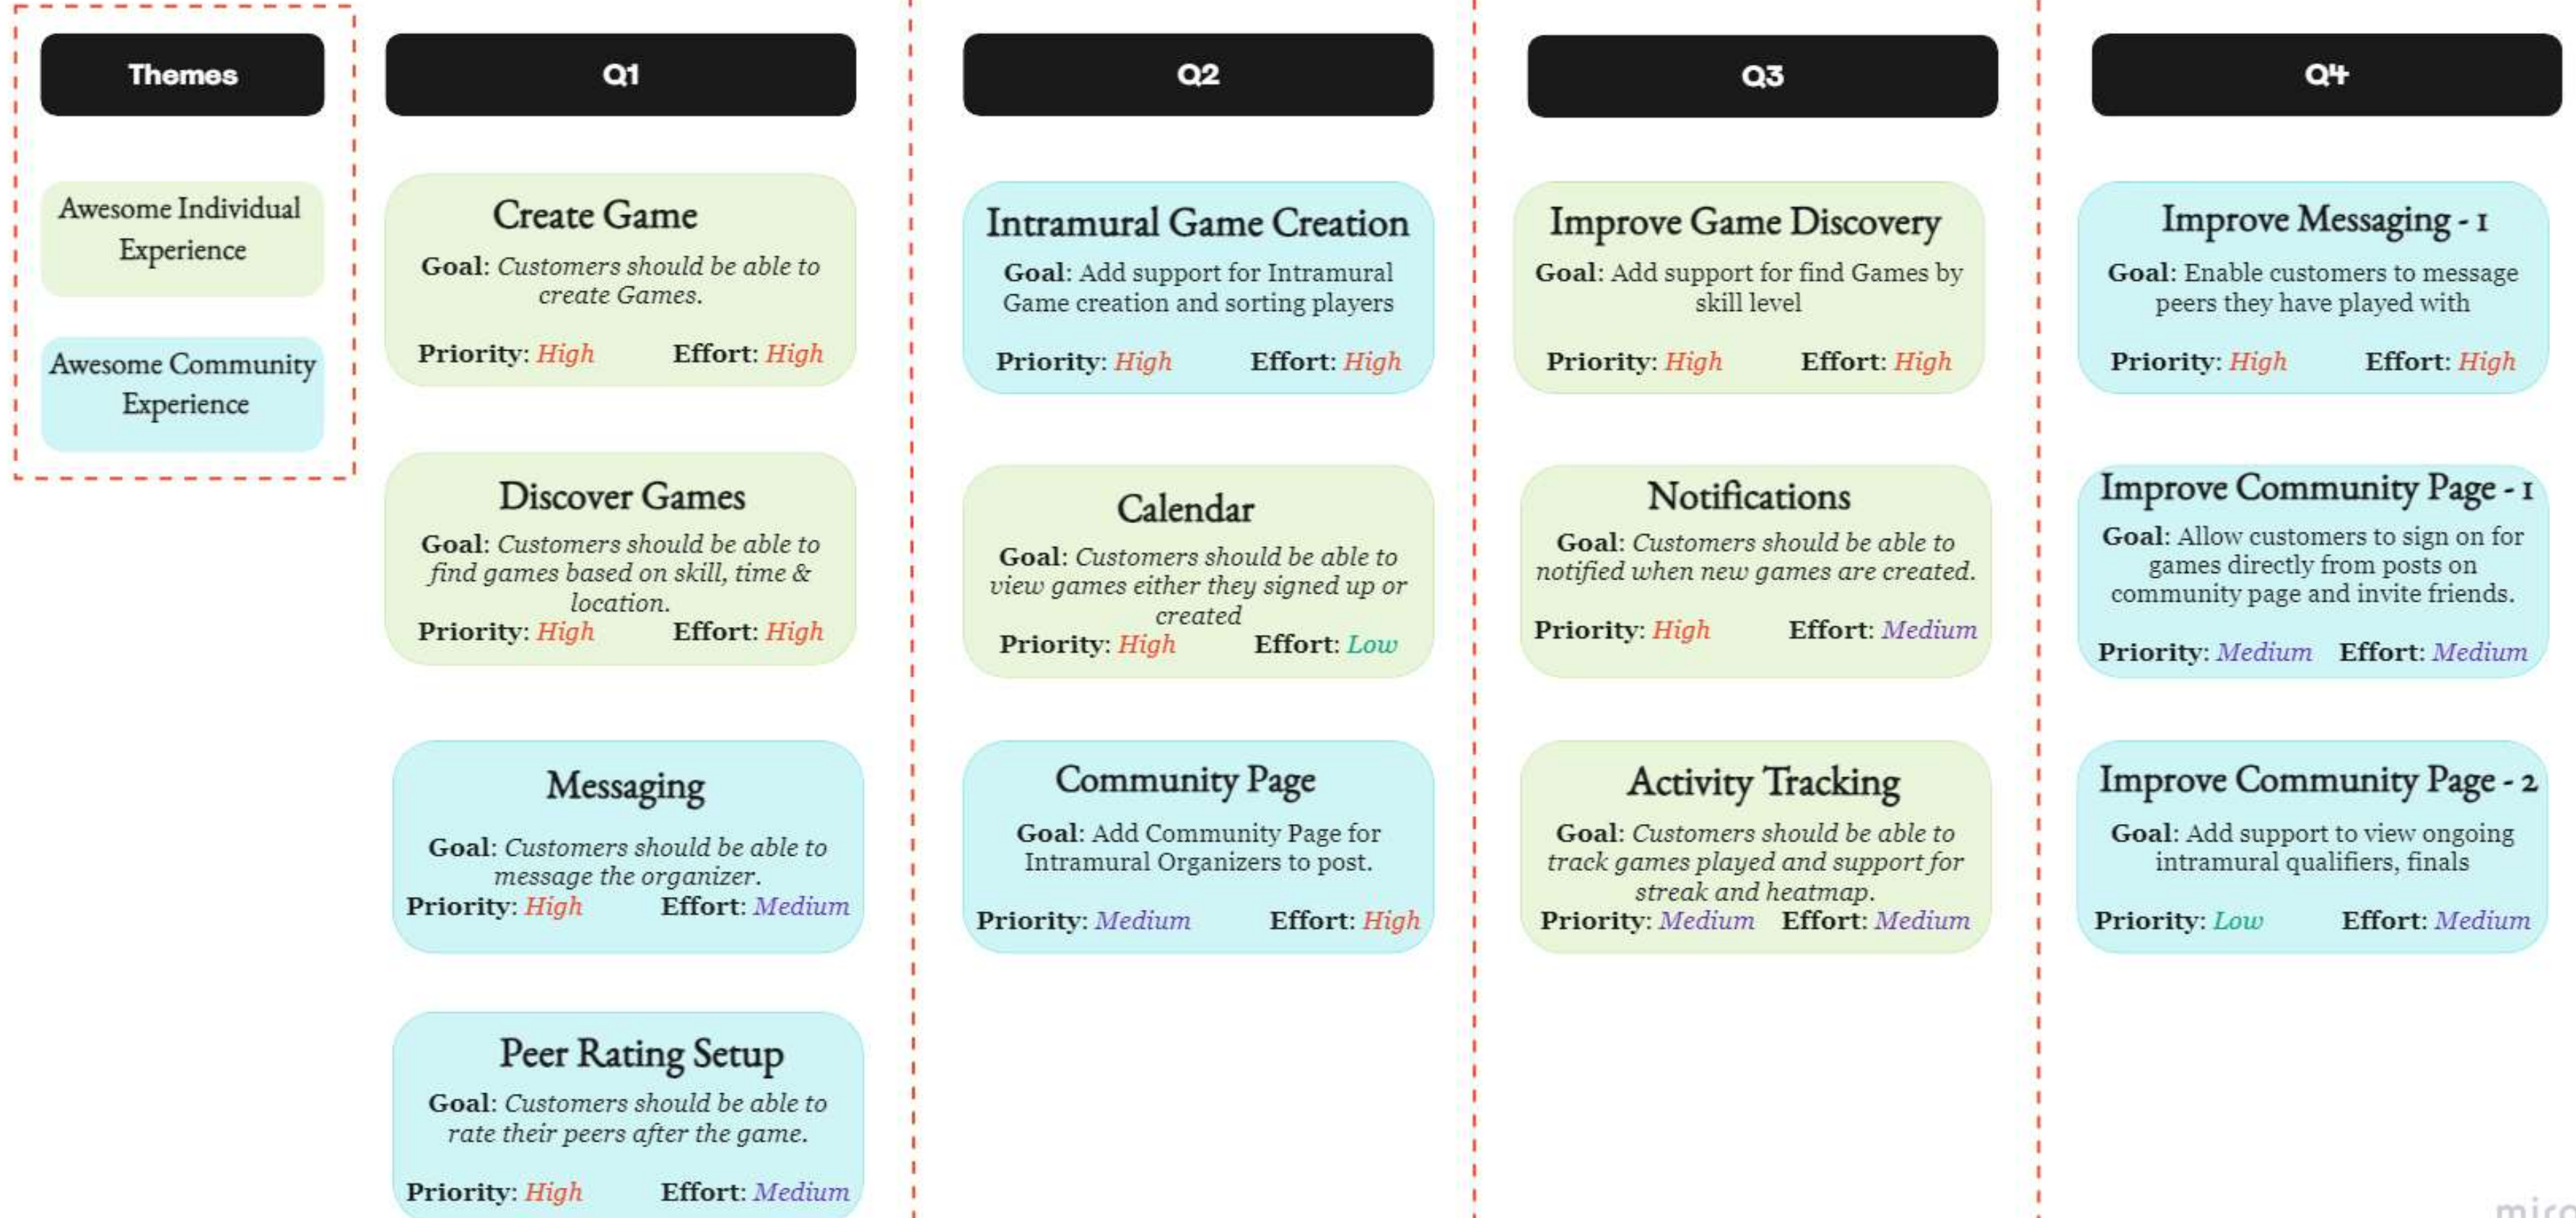 Themes
Awesome Individual
Experience
Awesome Community
Experience
Q1
Create Game
Goal: Customers should be able to
create Games.
Priority: High Effort: High
Discover Games
Goal: Customers should be able to
find games based on skill, time &
location.
Priority: High Effort: High
Messaging
Goal: Customers should be able to
message the organizer.
Priority: High Effort: Medium
Peer Rating Setup
Goal: Customers should be able to
rate their peers after the game.
Priority: High Effort: Medium
Q2
Intramural Game Creation
Goal: Add support for Intramural
Game creation and sorting players
Priority: High Effort: High
Calendar
Goal: Customers should be able to
view games either they signed up or
created
Priority: High Effort: Low
Community Page
Goal: Add Community Page for
Intramural Organizers to post.
Priority: Medium Effort: High
Q3
Improve Game Discovery
Goal: Add support for find Games by
skill level
Priority: High Effort: High
Notifications
Goal: Customers should be able to
notified when new games are created.
Priority: High Effort: Medium
Activity Tracking
Goal: Customers should be able to
track games played and support for
streak and heatmap.
Priority: Medium Effort: Medium
Q4
Improve Messaging - 1
Goal: Enable customers to message
peers they have played with
Priority: High Effort: High
Improve Community Page - 1
Goal: Allow customers to sign on for
games directly from posts on
community page and invite friends.
Priority: Medium Effort: Medium
Improve Community Page - 2
Goal: Add support to view ongoing
intramural qualifiers, finals
Priority: Low Effort: Medium
miro